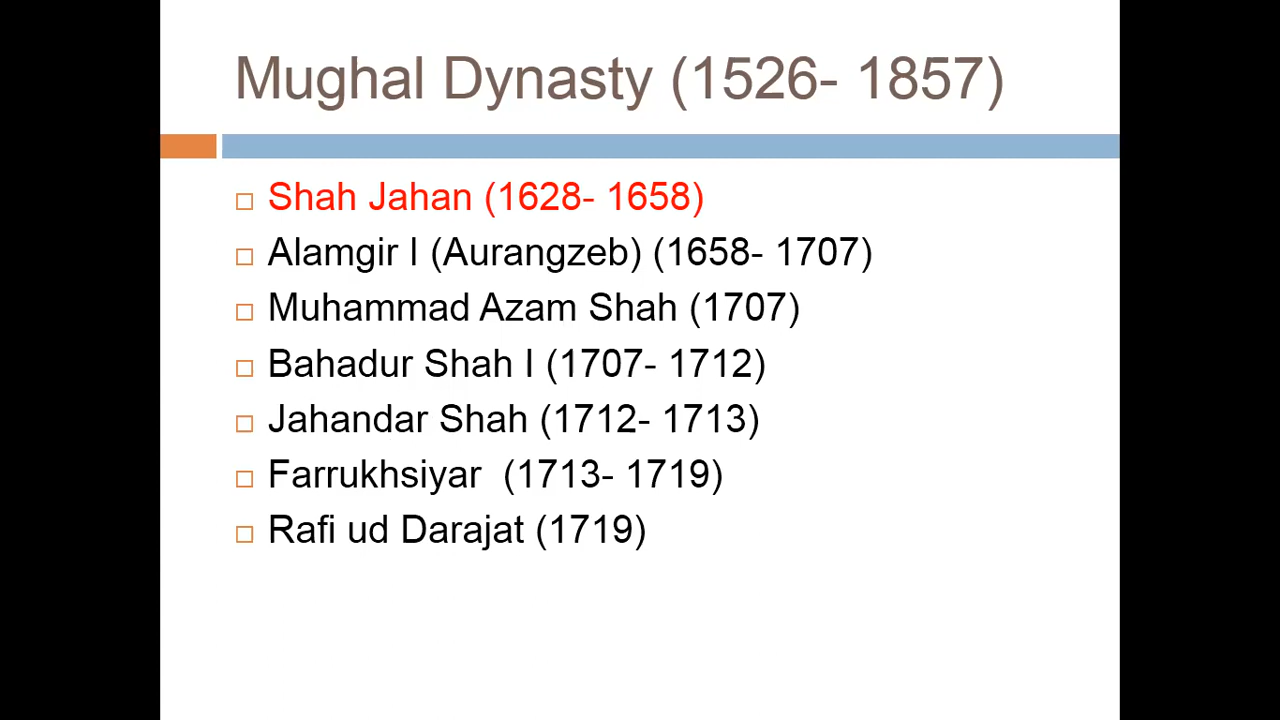 Mughal Dynasty (1526- 1857)
Shah Jahan (1628- 1658)
Alamgir I (Aurangzeb) (1658- 1707)
Muhammad Azam Shah (1707)
Bahadur Shah I (1707- 1712)
Jahandar Shah (1712- 1713)
Farrukhsiyar  (1713- 1719)
Rafi ud Darajat (1719)